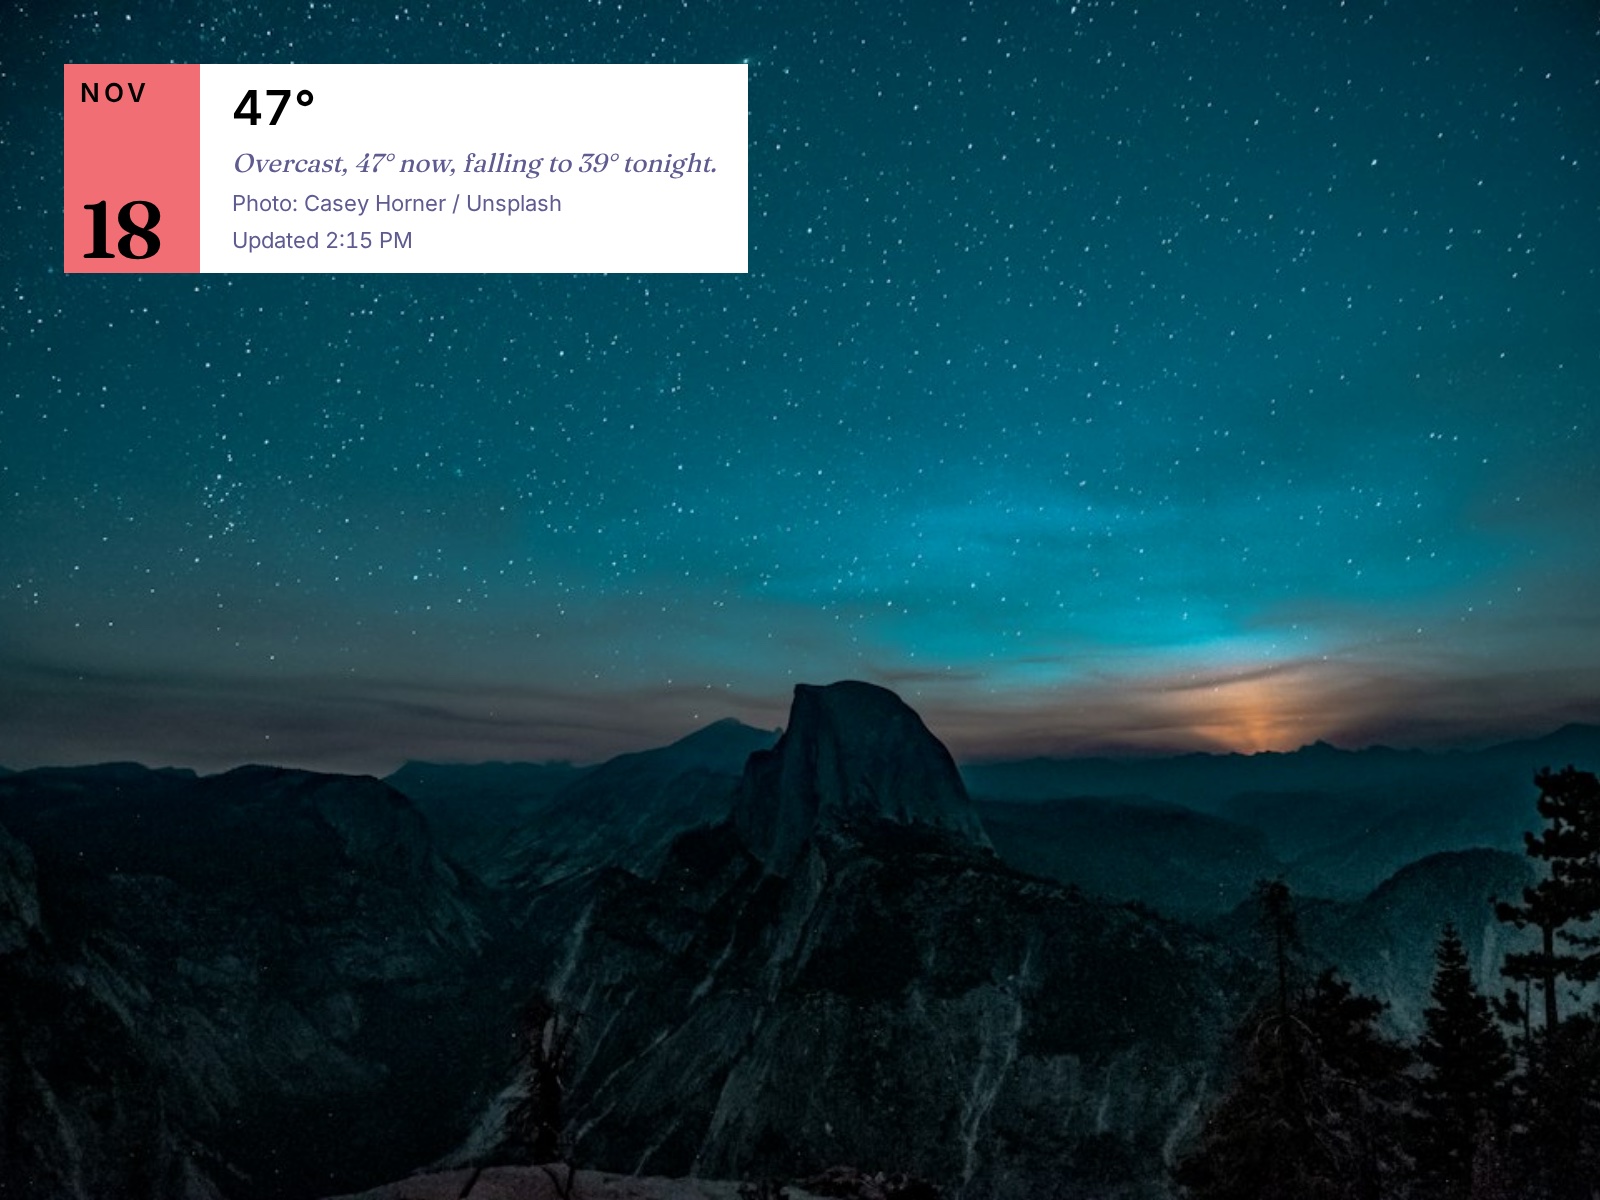 NOV
18
47°
Overcast, 47° now, falling to 39° tonight.
Photo: Casey Horner / Unsplash
Updated 2:15 PM